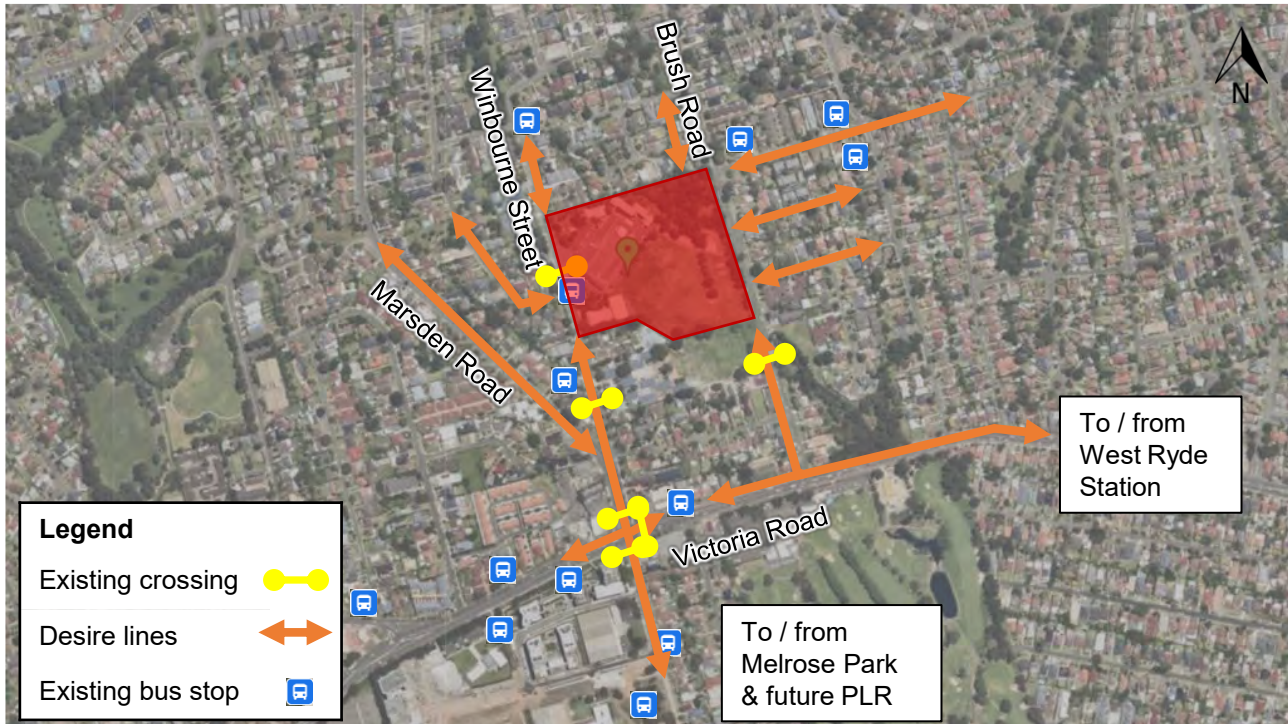 Brush Road
Winbourne Street
N
Marsden Road
To / from
West Ryde
Station
Victoria Road
To / from
Melrose Park
& future PLR
Legend
Existing crossing
Desire lines
Existing bus stop